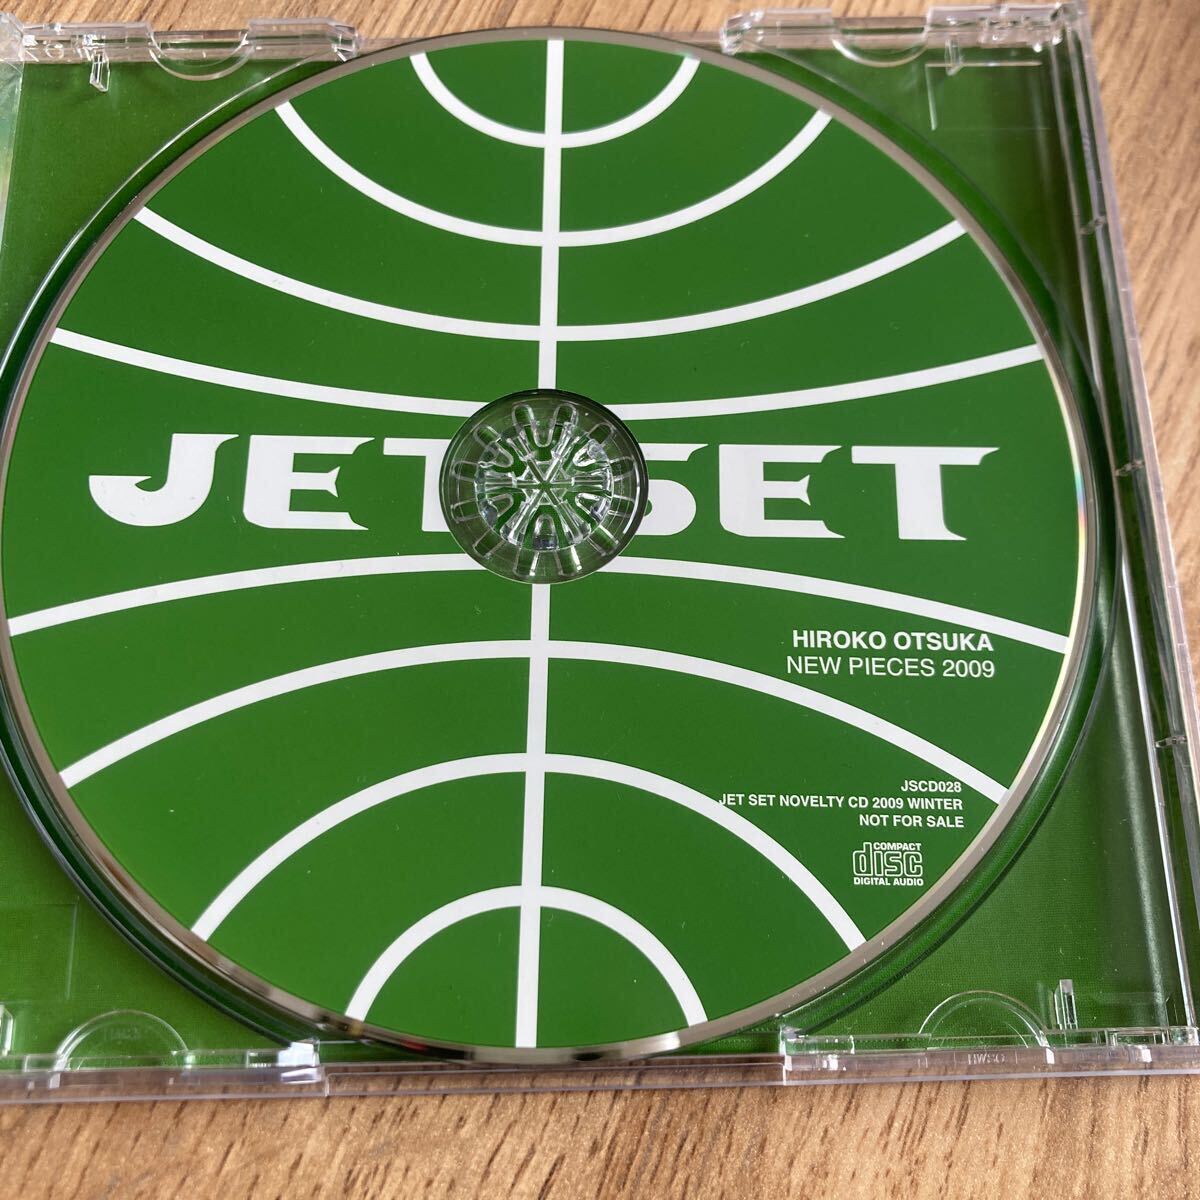 JET SET
HIROKO OTSUKA
NEW PIECES 2009
JSCD028
JET SET NOVELTY CD 2009 WINTER
NOT FOR SALE
COMPACT
disc
DIGITAL AUDIO